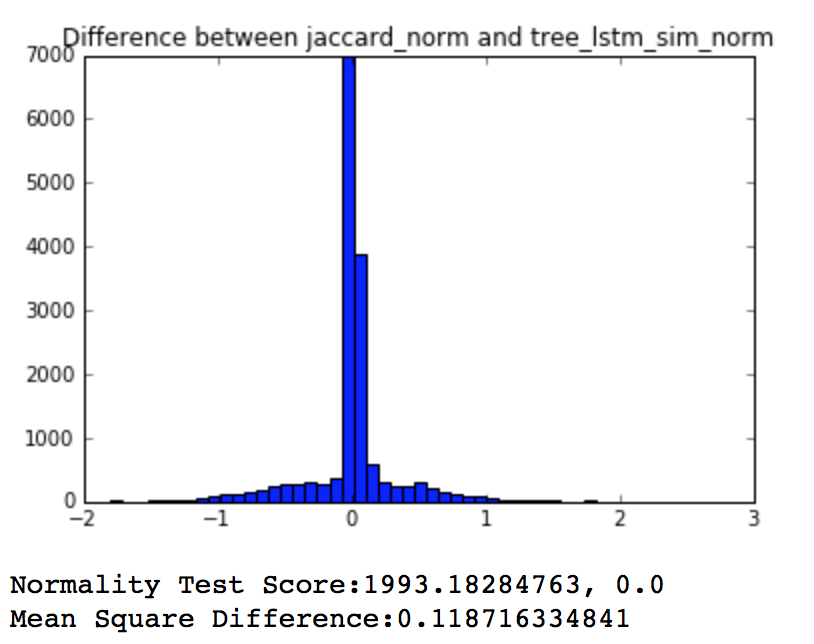 Difference between jaccard_norm and tree_lstm_sim_norm
7000
6000
5000
4000
3000
2000
1000
0
−2 −1 0 1 2 3
Normality Test Score:1993.18284763, 0.0
Mean Square Difference:0.118716334841